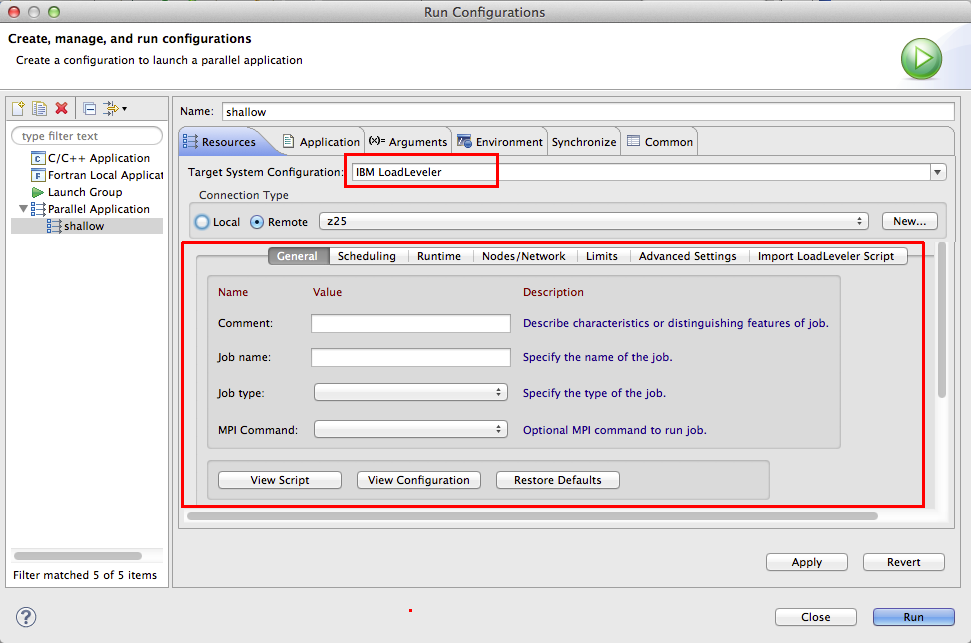 Run Configurations
Create, manage, and run configurations
Create a configuration to launch a parallel application
type filter text
C/C++ Application
Fortran Local Applicat
Launch Group
Parallel Application
shallow
Filter matched 5 of 5 items
Name: shallow
Resources Application (x)= Arguments Environment Synchronize Common
Target System Configuration: IBM LoadLeveler
Connection Type
Local Remote z25 New...
General Scheduling Runtime Nodes/Network Limits Advanced Settings Import LoadLeveler Script
Name Value Description
Comment: Describe characteristics or distinguishing features of job.
Job name: Specify the name of the job.
Job type: Specify the type of the job.
MPI Command: Optional MPI command to run job.
View Script View Configuration Restore Defaults
Apply Revert
? Close Run